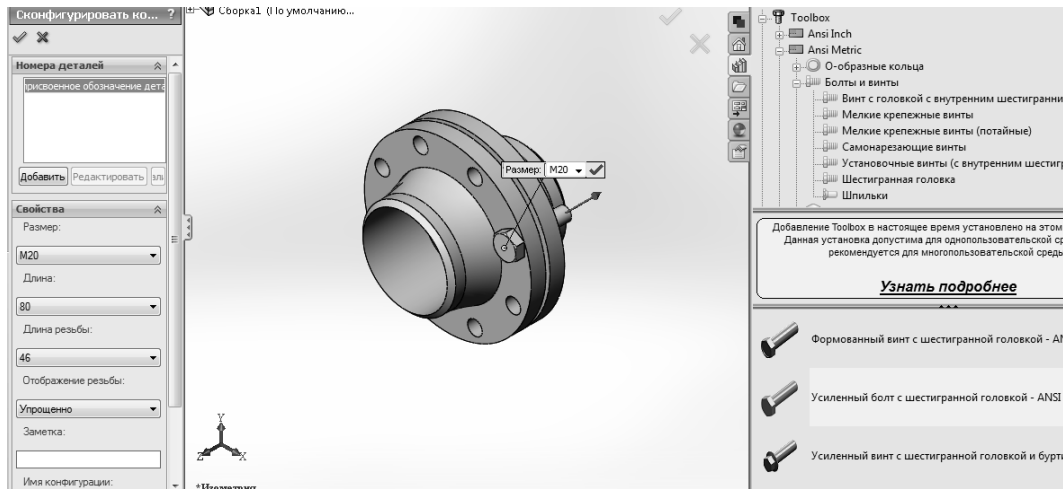 Сконфигурировать ко... ?
Номера деталей
присвоенное обозначение дета
Добавить Редактировать
Свойства
Размер:
M20
Длина:
80
Длина резьбы:
46
Отображение резьбы:
Упрощенно
Заметка:
Имя конфигурации:
Сборка1 (По умолчанию...
Размер: M20
Y
Z X
*Изометрия
Toolbox
Ansi Inch
Ansi Metric
О-образные кольца
Болты и винты
Винт с головкой с внутренним шестигранни
Мелкие крепежные винты
Мелкие крепежные винты (потайные)
Самонарезающие винты
Установочные винты (с внутренним шестигр
Шестигранная головка
Шпильки
Добавление Toolbox в настоящее время установлено на этом
Данная установка допустима для однопользовательской ср
рекомендуется для многопользовательской средь
Узнать подробнее
Формованный винт с шестигранной головкой - AN
Усиленный болт с шестигранной головкой - ANSI
Усиленный винт с шестигранной головкой и бурти